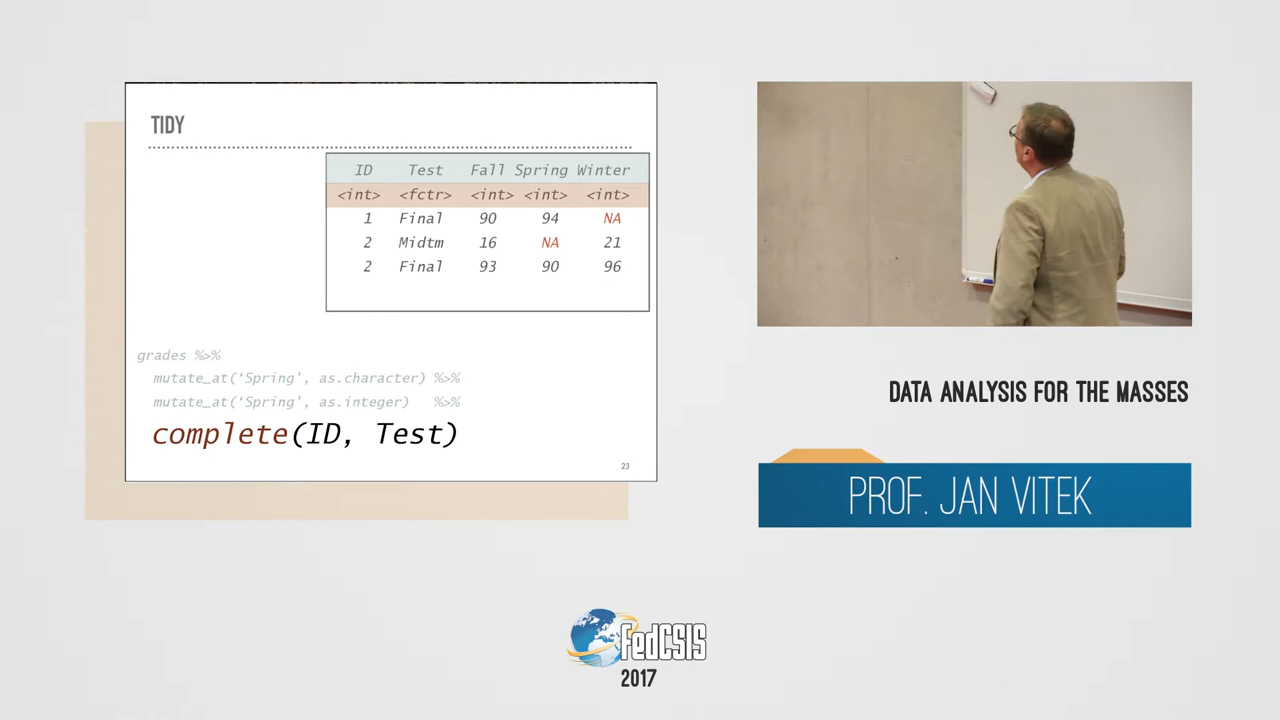 TIDY
ID Test Fall Spring Winter
<int> <fctr> <int> <int> <int>
1 Final 90 94 NA
2 Midtm 16 NA 21
2 Final 93 90 96
grades %>%
mutate_at(‘Spring’, as.character) %>%
mutate_at(‘Spring’, as.integer) %>%
complete(ID, Test)
23
DATA ANALYSIS FOR THE MASSES
PROF. JAN VITEK
FedCSIS
2017